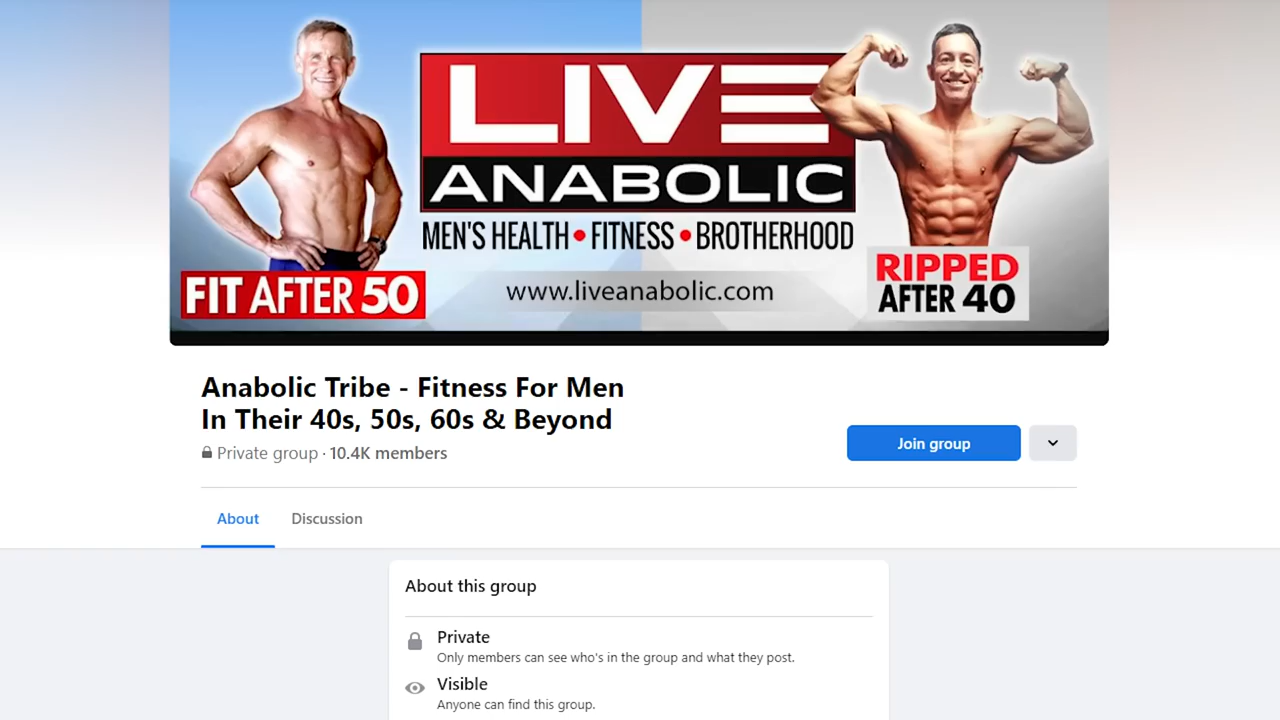 LIVE
ANABOLIC
MEN'S HEALTH • FITNESS • BROTHERHOOD
FIT AFTER 50
www.liveanabolic.com
RIPPED
AFTER 40
Anabolic Tribe - Fitness For Men
In Their 40s, 50s, 60s & Beyond
Private group · 10.4K members
Join group
About
Discussion
About this group
Private
Only members can see who's in the group and what they post.
Visible
Anyone can find this group.